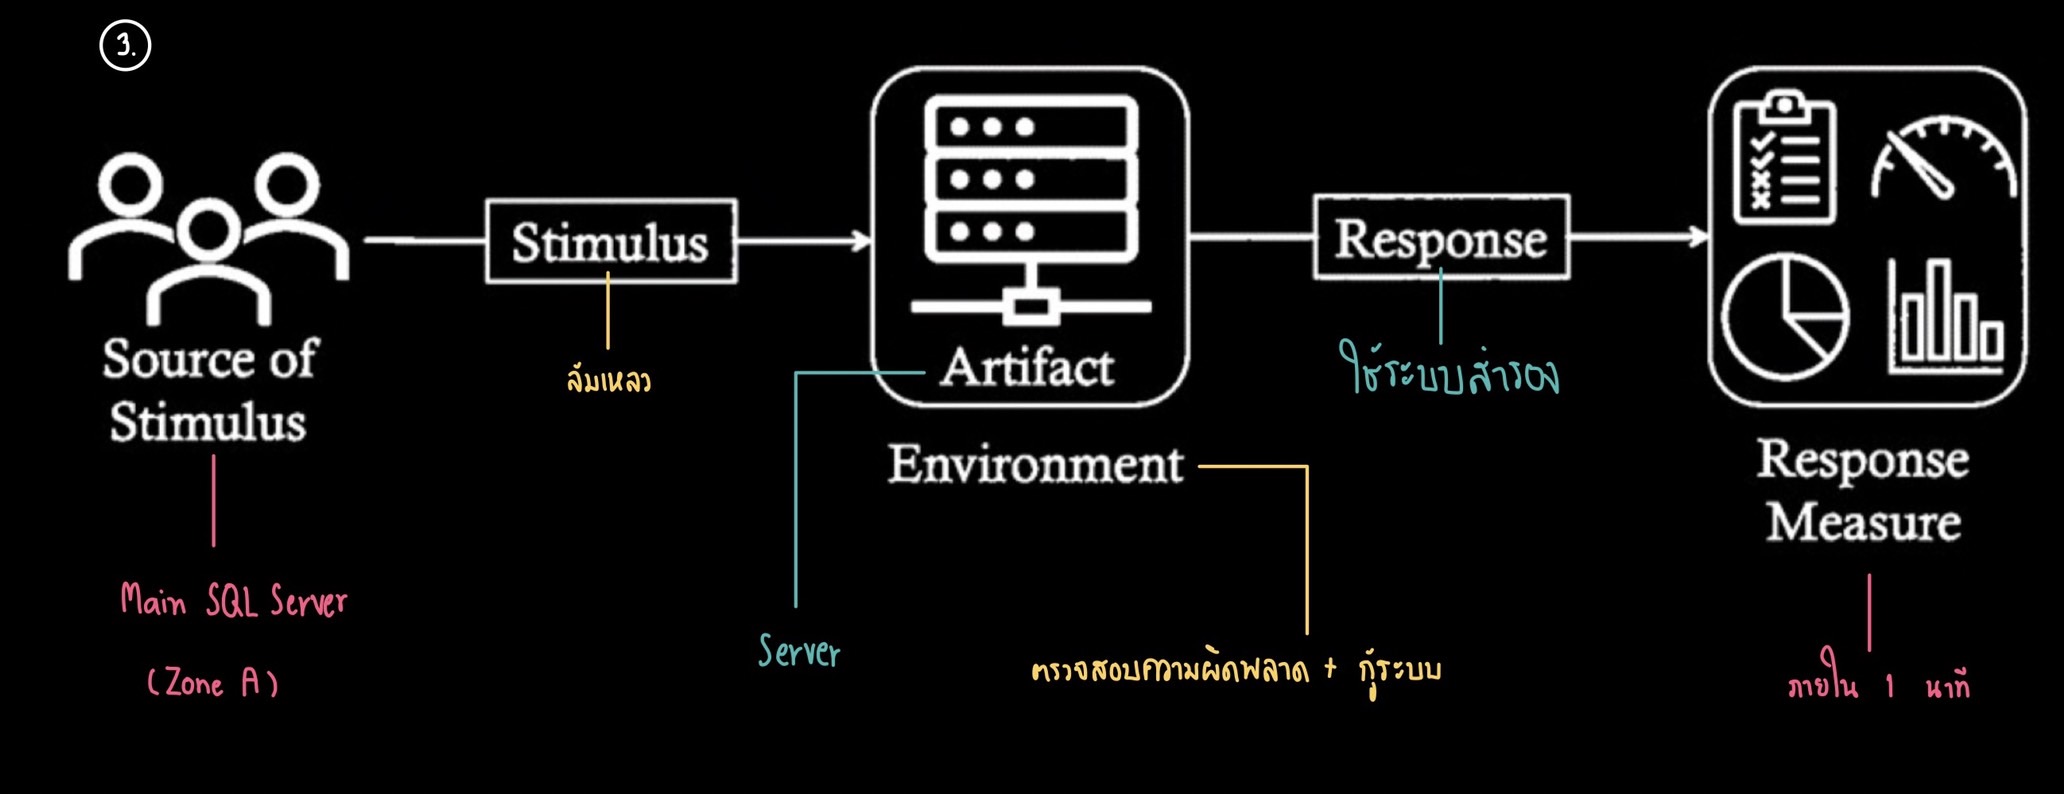 3.
Source of
Stimulus
Main SQL Server
(Zone A)
Stimulus
ล้มเหลว
Artifact
Server
Environment
ตรวจสอบความผิดพลาด + กู้ระบบ
Response
ใช้ระบบสำรอง
Response
Measure
ภายใน 1 นาที